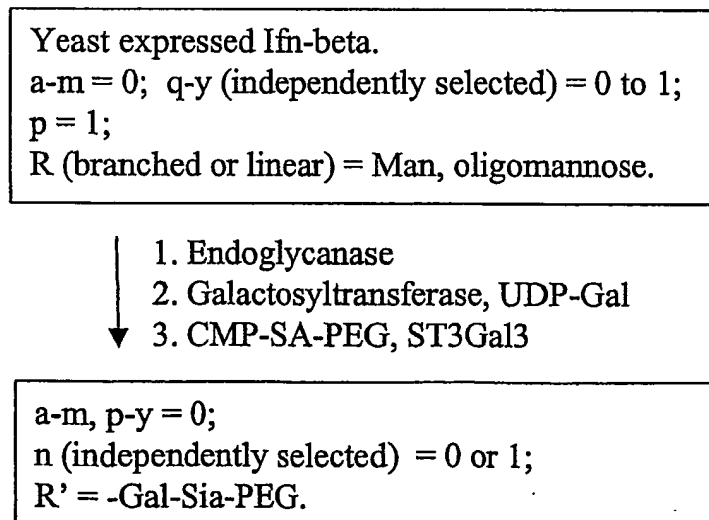 Yeast expressed Ifn-beta.
a-m = 0; q-y (independently selected) = 0 to 1;
p = 1;
R (branched or linear) = Man, oligomannose.
1. Endoglycanase
2. Galactosyltransferase, UDP-Gal
3. CMP-SA-PEG, ST3Gal3
a-m, p-y = 0;
n (independently selected) = 0 or 1;
R' = -Gal-Sia-PEG.